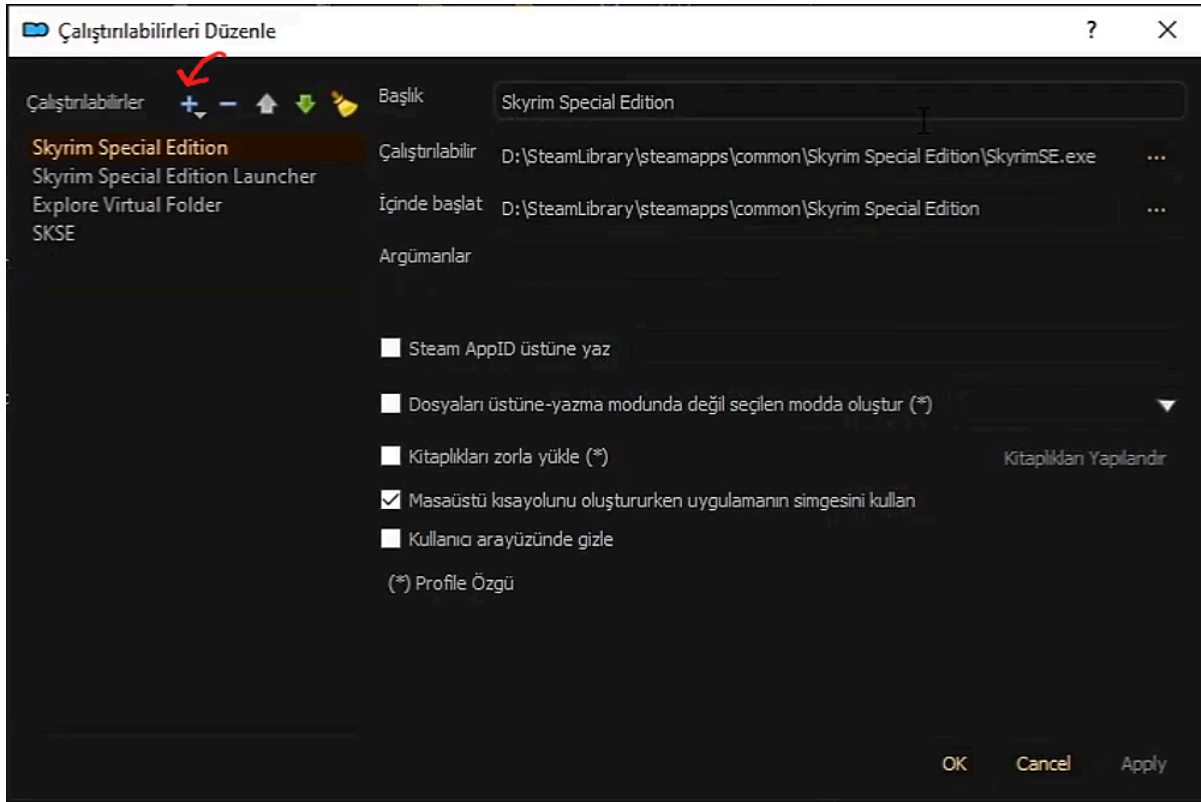 Çalıştırılabilirleri Düzenle
?
Çalıştırılabilirler
Skyrim Special Edition
Skyrim Special Edition Launcher
Explore Virtual Folder
SKSE
Başlık
Skyrim Special Edition
Çalıştırılabilir
D:\SteamLibrary\steamapps\common\Skyrim Special Edition\SkyrimSE.exe
...
İçinde başlat
D:\SteamLibrary\steamapps\common\Skyrim Special Edition
...
Argümanlar
Steam AppID üstüne yaz
Dosyaları üstüne-yazma modunda değil seçilen modda oluştur (*)
Kitaplıkları zorla yükle (*)
Kitaplıkları Yapılandır
Masaüstü kısayolunu oluştururken uygulamanın simgesini kullan
Kullanıcı arayüzünde gizle
(*) Profile Özgü
OK
Cancel
Apply